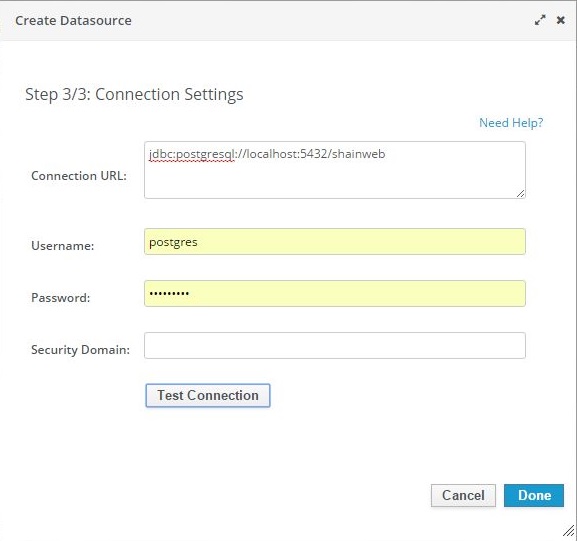 Create Datasource
Step 3/3: Connection Settings
Need Help?
Connection URL: jdbc:postgresql://localhost:5432/shainweb
Username: postgres
Password: •••••••••
Security Domain:
Test Connection
Cancel Done